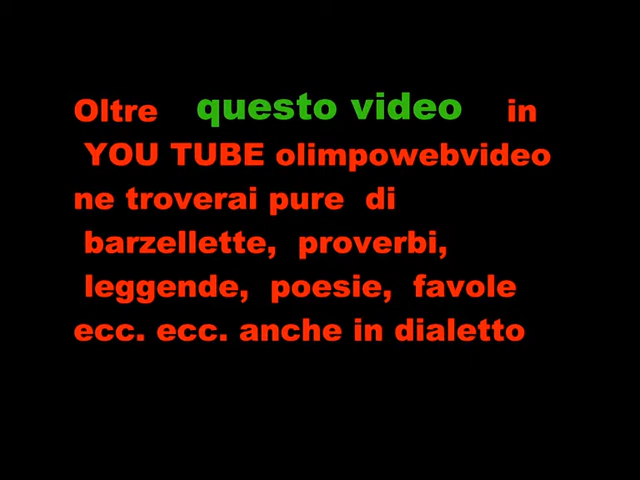 Oltre questo video in
YOU TUBE olimpowebvideo
ne troverai pure di
barzellette, proverbi,
leggende, poesie, favole
ecc. ecc. anche in dialetto